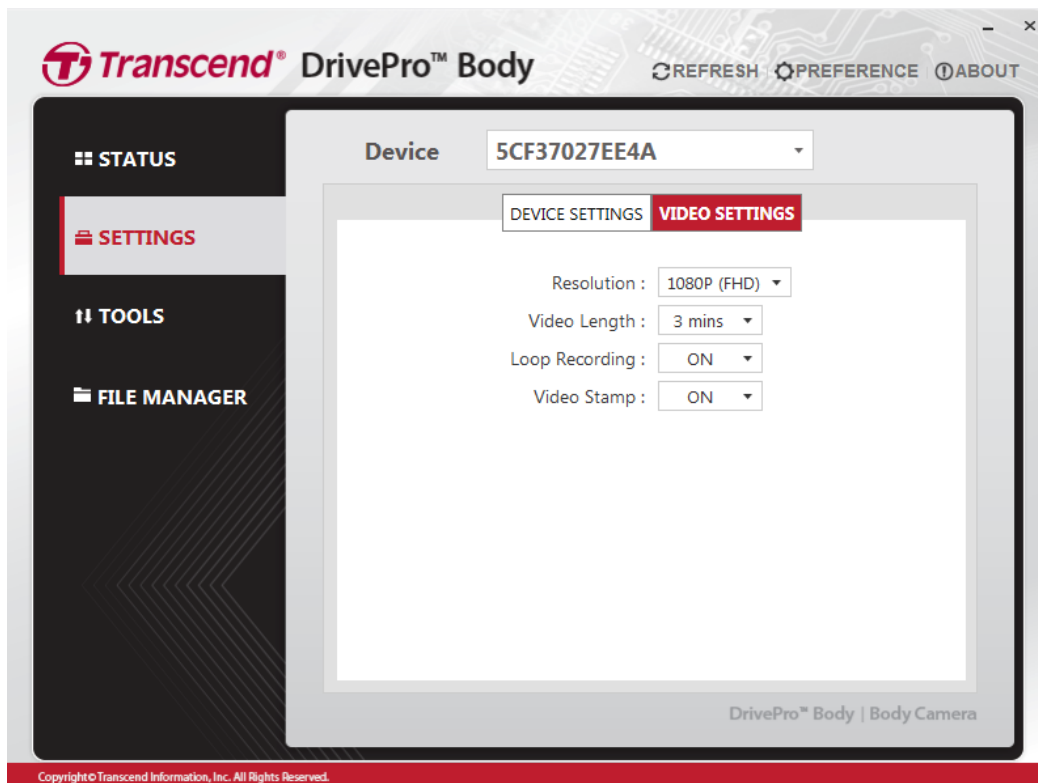 Transcend® DrivePro™ Body
REFRESH PREFERENCE ABOUT
STATUS
SETTINGS
TOOLS
FILE MANAGER
Device 5CF37027EE4A
DEVICE SETTINGS VIDEO SETTINGS
Resolution : 1080P (FHD)
Video Length : 3 mins
Loop Recording : ON
Video Stamp : ON
DrivePro™ Body | Body Camera
Copyright© Transcend Information, Inc. All Rights Reserved.